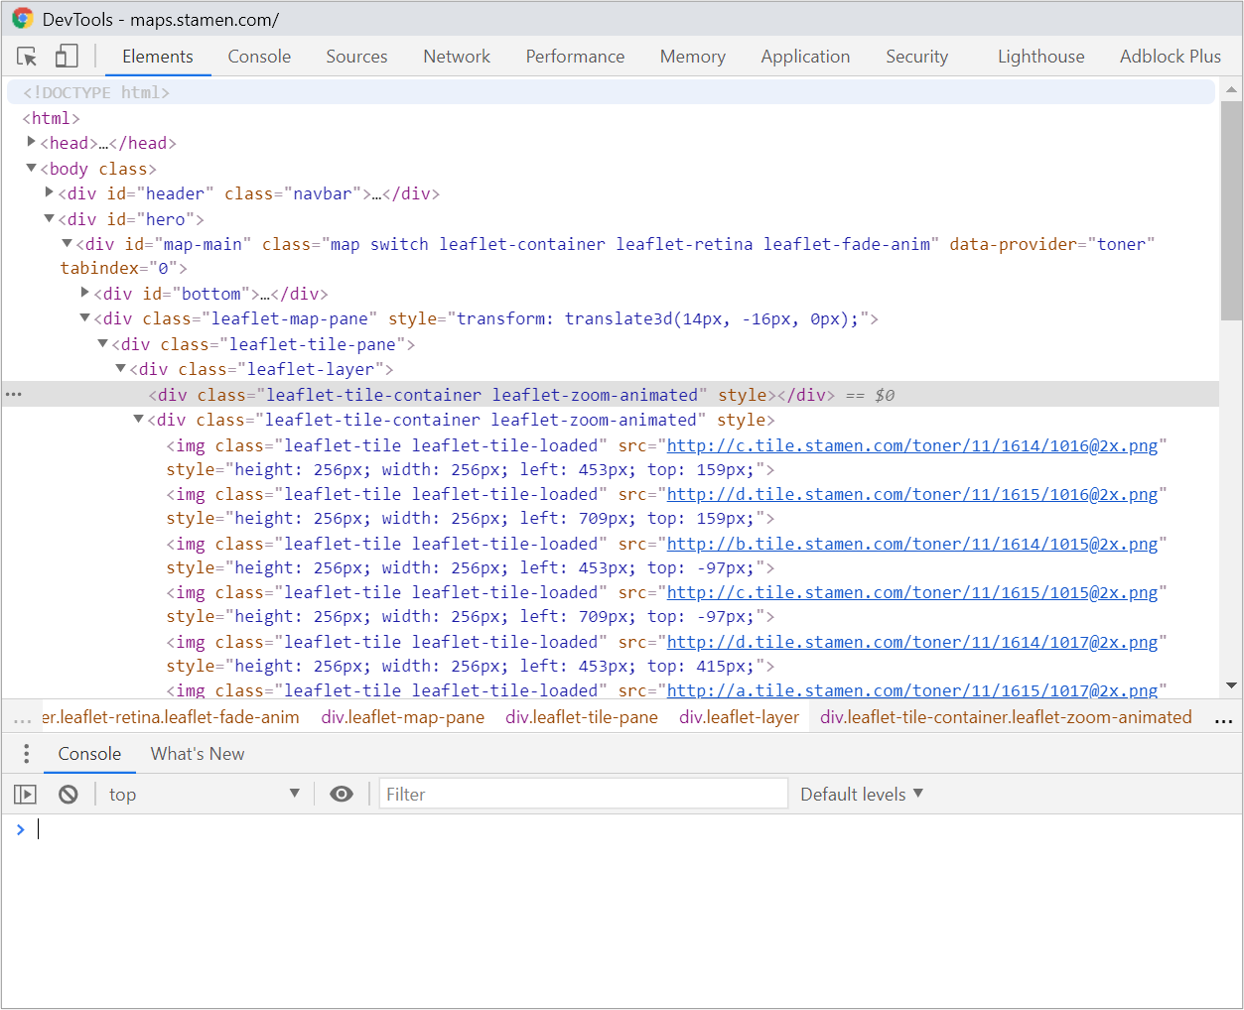 DevTools - maps.stamen.com/
Elements Console Sources Network Performance Memory Application Security Lighthouse Adblock Plus
<!DOCTYPE html>
<html>
<head>…</head>
<body class>
<div id="header" class="navbar">…</div>
<div id="hero">
<div id="map-main" class="map switch leaflet-container leaflet-retina leaflet-fade-anim" data-provider="toner"
tabindex="0">
<div id="bottom">…</div>
<div class="leaflet-map-pane" style="transform: translate3d(14px, -16px, 0px);">
<div class="leaflet-tile-pane">
<div class="leaflet-layer">
<div class="leaflet-tile-container leaflet-zoom-animated" style></div> == $0
<div class="leaflet-tile-container leaflet-zoom-animated" style>
<img class="leaflet-tile leaflet-tile-loaded" src="http://c.tile.stamen.com/toner/11/1614/1016@2x.png"
style="height: 256px; width: 256px; left: 453px; top: 159px;">
<img class="leaflet-tile leaflet-tile-loaded" src="http://d.tile.stamen.com/toner/11/1615/1016@2x.png"
style="height: 256px; width: 256px; left: 709px; top: 159px;">
<img class="leaflet-tile leaflet-tile-loaded" src="http://b.tile.stamen.com/toner/11/1614/1015@2x.png"
style="height: 256px; width: 256px; left: 453px; top: -97px;">
<img class="leaflet-tile leaflet-tile-loaded" src="http://c.tile.stamen.com/toner/11/1615/1015@2x.png"
style="height: 256px; width: 256px; left: 709px; top: -97px;">
<img class="leaflet-tile leaflet-tile-loaded" src="http://d.tile.stamen.com/toner/11/1614/1017@2x.png"
style="height: 256px; width: 256px; left: 453px; top: 415px;">
<img class="leaflet-tile leaflet-tile-loaded" src="http://a.tile.stamen.com/toner/11/1615/1017@2x.png"
... er.leaflet-retina.leaflet-fade-anim div.leaflet-map-pane div.leaflet-tile-pane div.leaflet-layer div.leaflet-tile-container.leaflet-zoom-animated ...
Console What's New
top Filter Default levels
>